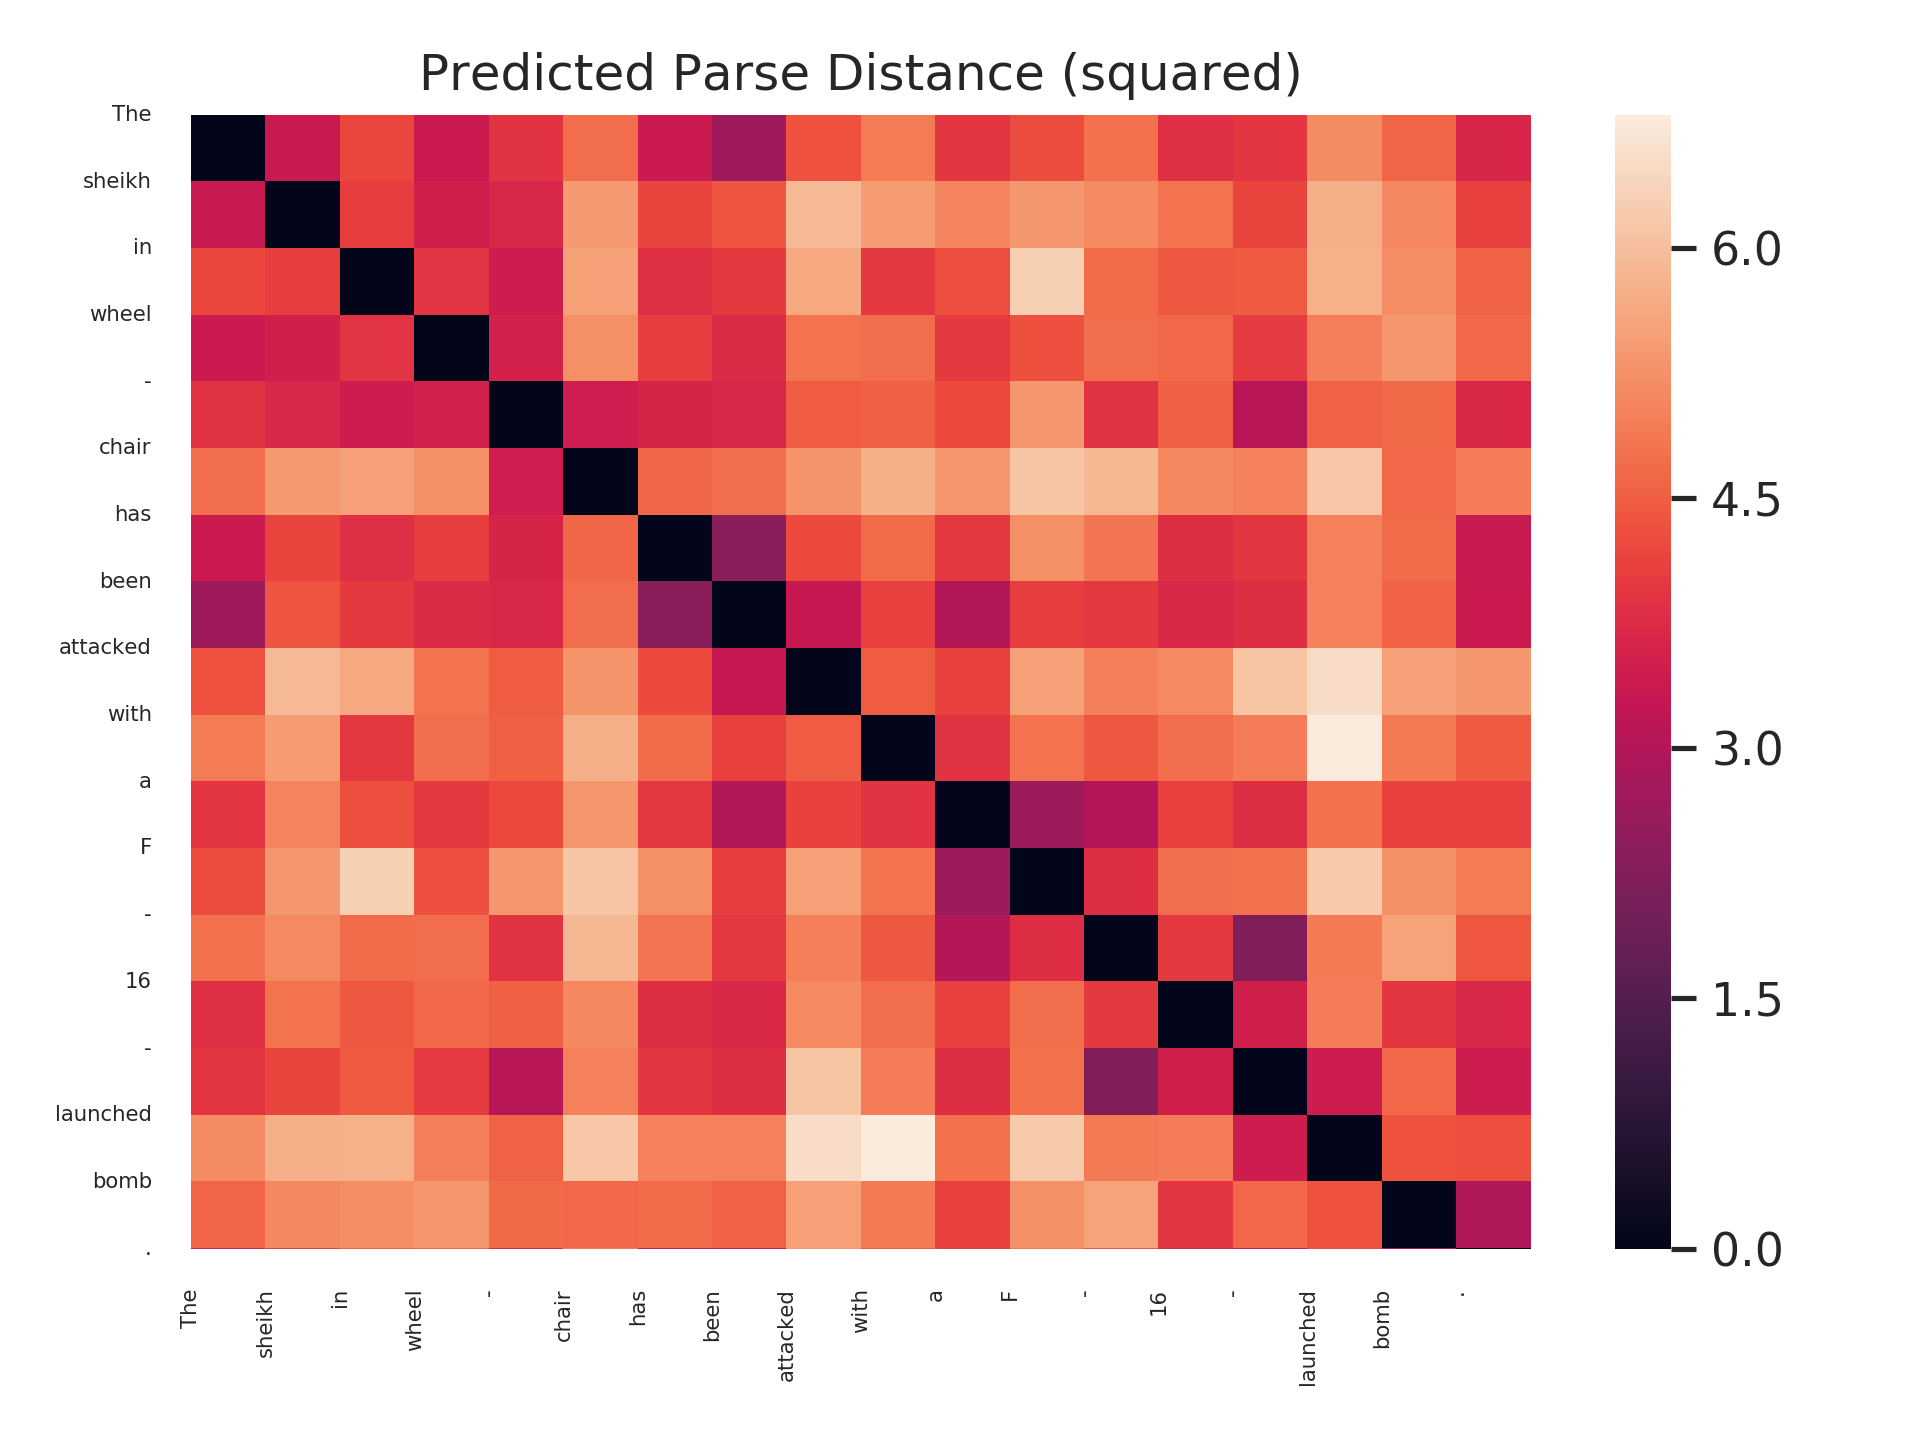 Predicted Parse Distance (squared)
The
sheikh
in
wheel
-
chair
has
been
attacked
with
a
F
-
16
-
launched
bomb
.
The
sheikh
in
wheel
-
chair
has
been
attacked
with
a
F
-
16
-
launched
bomb
.
6.0
4.5
3.0
1.5
0.0